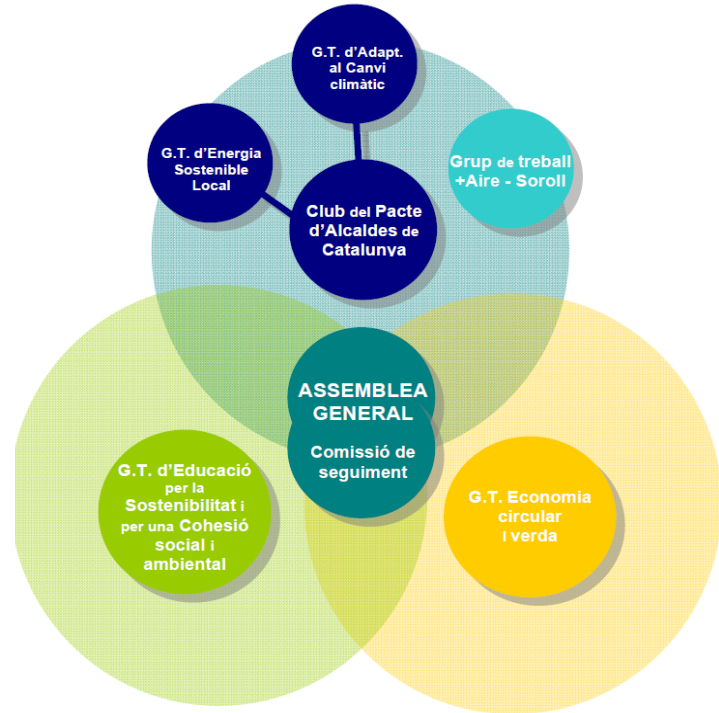 G.T. d'Adapt.
al Canvi
climàtic
G.T. d'Energia
Sostenible
Local
Grup de treball
+Aire - Soroll
Club del Pacte
d'Alcaldes de
Catalunya
ASSEMBLEA
GENERAL
Comissió de
seguiment
G.T. d'Educació
per la
Sostenibilitat i
per una Cohesió
social i
ambiental
G.T. Economia
circular
I verda